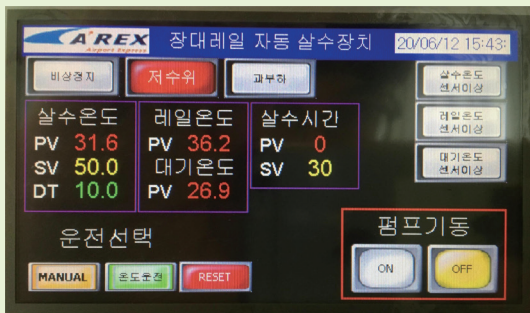 A'REX
Airport Express
장대레일 자동 살수장치
20/06/12 15:43:
비상정지
저수위
과부하
살수온도
센서이상
살수온도
PV 31.6
SV 50.0
DT 10.0
레일온도
PV 36.2
대기온도
PV 26.9
살수시간
PV 0
SV 30
레일온도
센서이상
대기온도
센서이상
운전선택
MANUAL
온도운전
RESET
펌프기동
ON
OFF